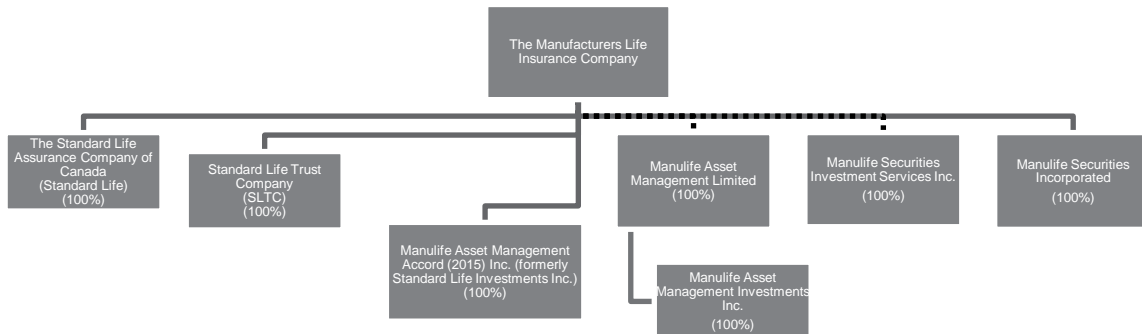 The Manufacturers Life
Insurance Company
The Standard Life
Assurance Company of
Canada
(Standard Life)
(100%)
Standard Life Trust
Company
(SLTC)
(100%)
Manulife Asset Management
Accord (2015) Inc. (formerly
Standard Life Investments Inc.)
(100%)
Manulife Asset
Management Limited
(100%)
Manulife Asset
Management Investments
Inc.
(100%)
Manulife Securities
Investment Services Inc.
(100%)
Manulife Securities
Incorporated
(100%)